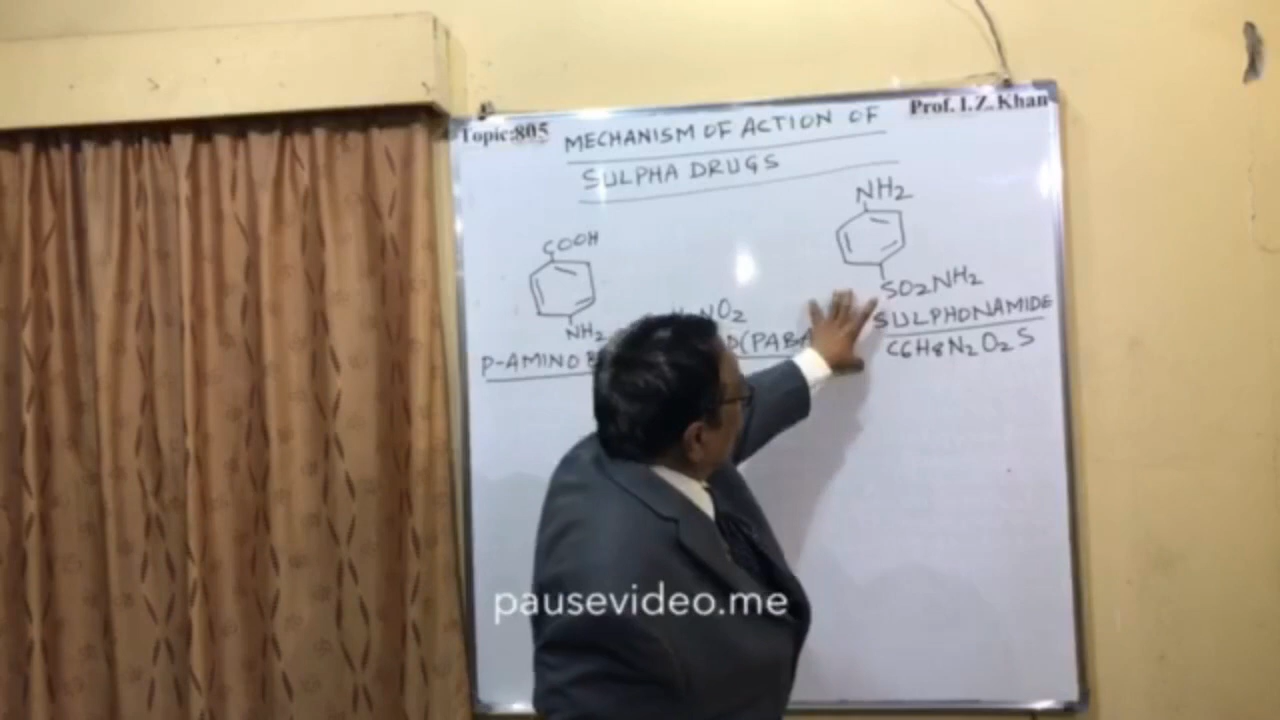 Topic:805
Prof. I.Z. Khan
MECHANISM OF ACTION OF
SULPHA DRUGS
COOH
NH2
NO2
P-AMINO
(PABA
NH2
SO2NH2
SULPHONAMIDE
C6H8N2O2S
pausevideo.me